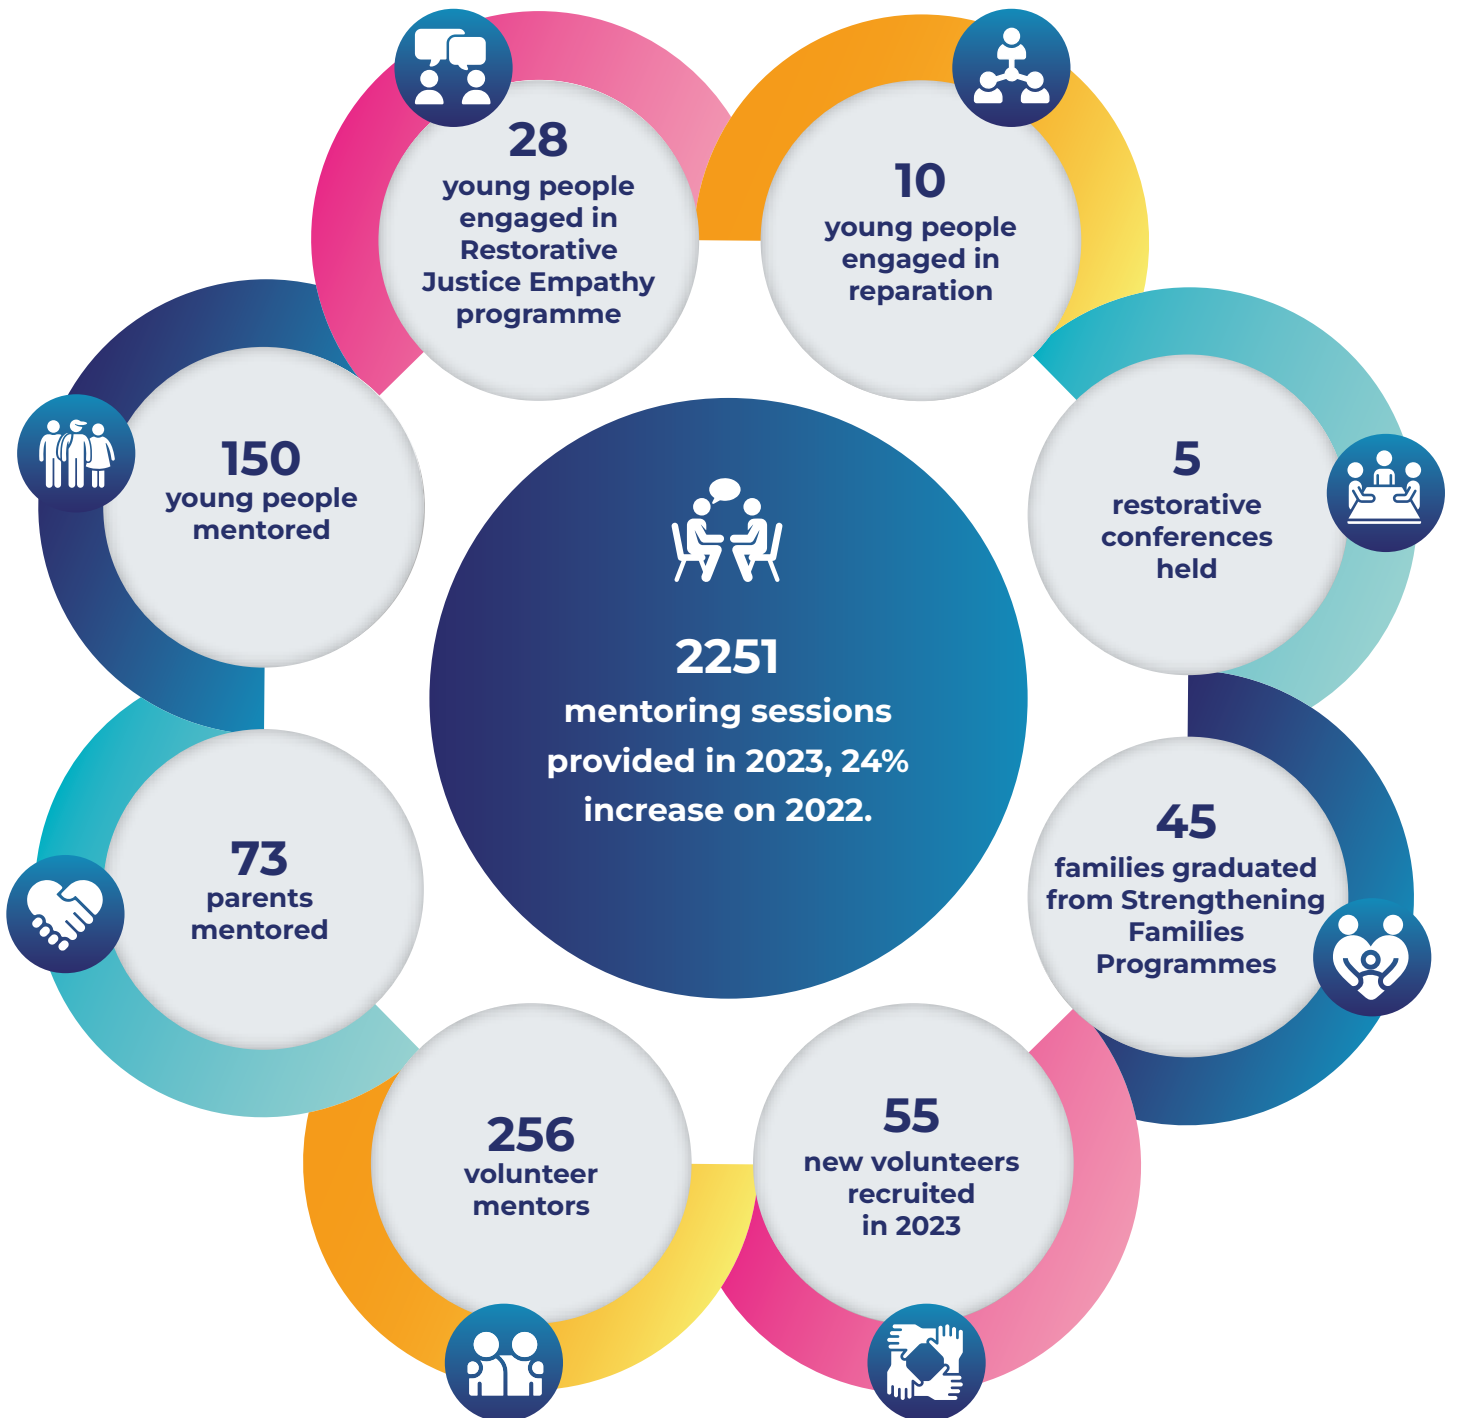 28
young people
engaged in
Restorative
Justice Empathy
programme
10
young people
engaged in
reparation
150
young people
mentored
5
restorative
conferences
held
2251
mentoring sessions
provided in 2023, 24%
increase on 2022.
73
parents
mentored
45
families graduated
from Strengthening
Families
Programmes
256
volunteer
mentors
55
new volunteers
recruited
in 2023